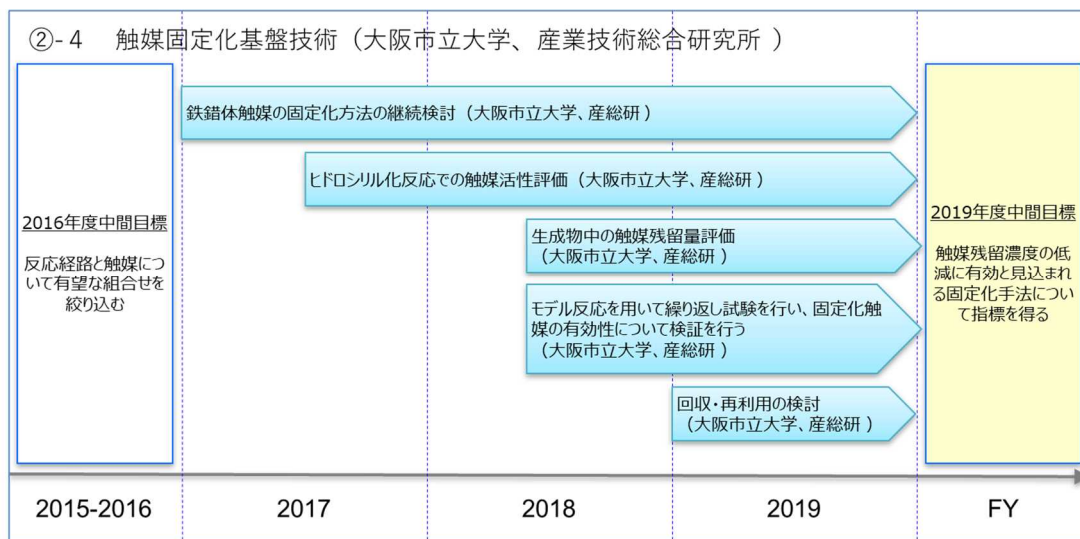 ②-4 触媒固定化基盤技術（大阪市立大学、産業技術総合研究所 ）
鉄錯体触媒の固定化方法の継続検討（大阪市立大学、産総研 ）
ヒドロシリル化反応での触媒活性評価（大阪市立大学、産総研 ）
2016年度中間目標
反応経路と触媒につ
いて有望な組合せを
絞り込む
生成物中の触媒残留量評価
（大阪市立大学、産総研 ）
モデル反応を用いて繰り返し試験を行い、固定化触
媒の有効性について検証を行う
（大阪市立大学、産総研 ）
回収・再利用の検討
（大阪市立大学、産総研 ）
2019年度中間目標
触媒残留濃度の低
減に有効と見込まれ
る固定化手法につい
て指標を得る
2015-2016 2017 2018 2019 FY